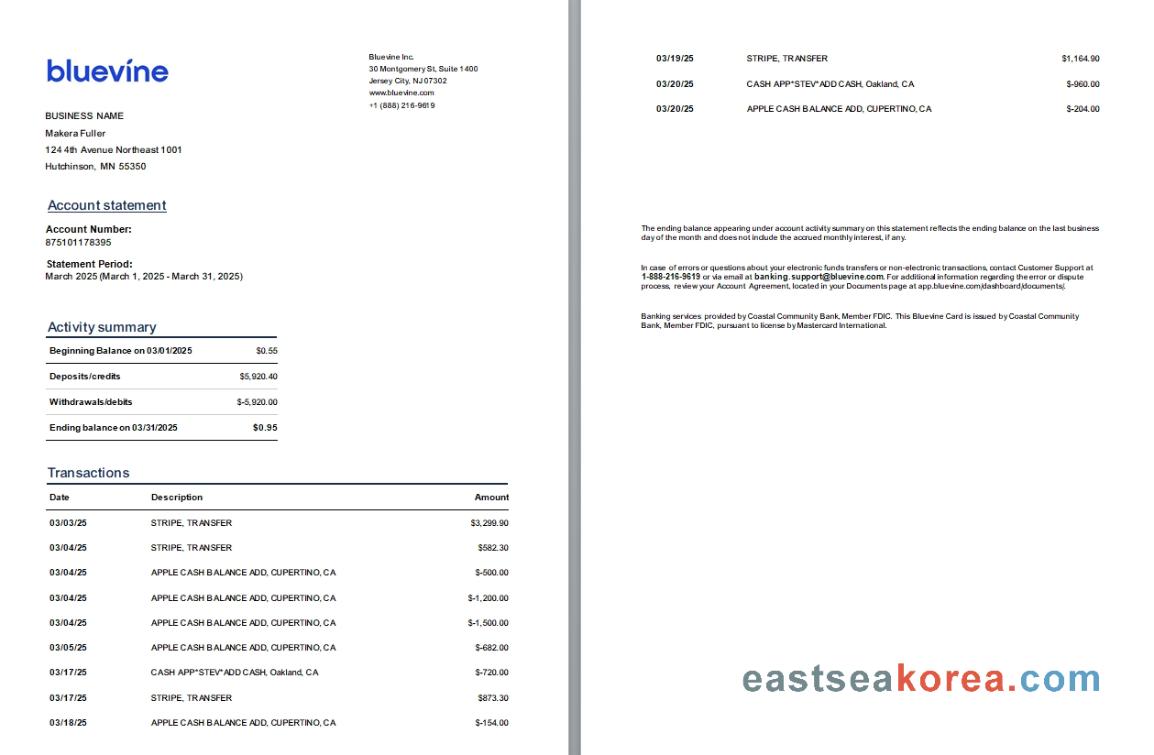 bluevíne
Bluevine Inc.
30 Montgomery St, Suite 1400
Jersey City, NJ 07302
www.bluevine.com
+1 (888) 216-9619
BUSINESS NAME
Makera Fuller
124 4th Avenue Northeast 1001
Hutchinson, MN 55350
Account statement
Account Number:
875101178395
Statement Period:
March 2025 (March 1, 2025 - March 31, 2025)
Activity summary
Beginning Balance on 03/01/2025 $0.55
Deposits/credits $5,920.40
Withdrawals/debits $-5,920.00
Ending balance on 03/31/2025 $0.95
Transactions
Date Description Amount
03/03/25 STRIPE, TRANSFER $3,299.90
03/04/25 STRIPE, TRANSFER $582.30
03/04/25 APPLE CASH BALANCE ADD, CUPERTINO, CA $-500.00
03/04/25 APPLE CASH BALANCE ADD, CUPERTINO, CA $-1,200.00
03/04/25 APPLE CASH BALANCE ADD, CUPERTINO, CA $-1,500.00
03/05/25 APPLE CASH BALANCE ADD, CUPERTINO, CA $-682.00
03/17/25 CASH APP*STEV*ADD CASH, Oakland, CA $-720.00
03/17/25 STRIPE, TRANSFER $873.30
03/18/25 APPLE CASH BALANCE ADD, CUPERTINO, CA $-154.00
03/19/25 STRIPE, TRANSFER $1,164.90
03/20/25 CASH APP*STEV*ADD CASH, Oakland, CA $-960.00
03/20/25 APPLE CASH BALANCE ADD, CUPERTINO, CA $-204.00
The ending balance appearing under account activity summary on this statement reflects the ending balance on the last business
day of the month and does not include the accrued monthly interest, if any.
In case of errors or questions about your electronic funds transfers or non-electronic transactions, contact Customer Support at
1-888-216-9619 or via email at banking.support@bluevine.com. For additional information regarding the error or dispute
process, review your Account Agreement, located in your Documents page at app.bluevine.com/dashboard/documents/.
Banking services provided by Coastal Community Bank, Member FDIC. This Bluevine Card is issued by Coastal Community
Bank, Member FDIC, pursuant to license by Mastercard International.
eastseakorea.com